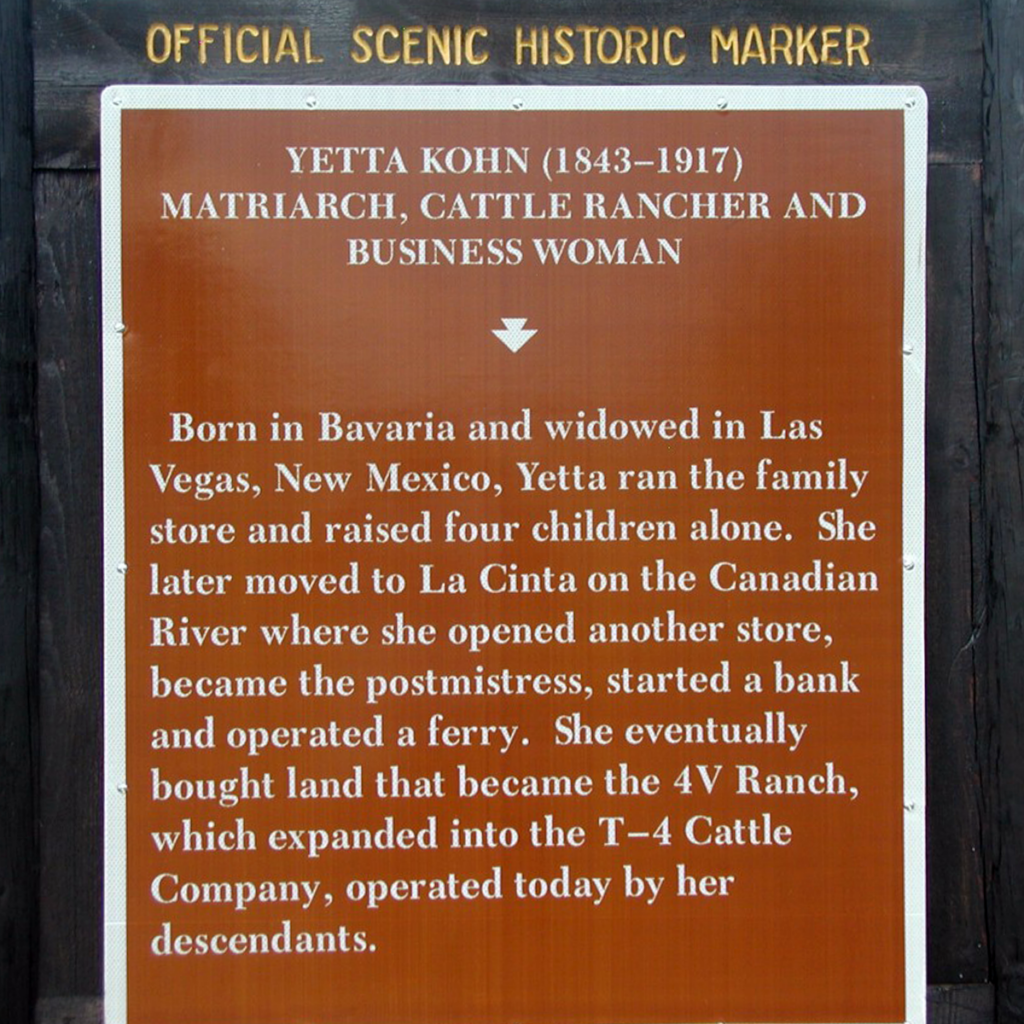 OFFICIAL SCENIC HISTORIC MARKER
YETTA KOHN (1843–1917)
MATRIARCH, CATTLE RANCHER AND
BUSINESS WOMAN
Born in Bavaria and widowed in Las
Vegas, New Mexico, Yetta ran the family
store and raised four children alone. She
later moved to La Cinta on the Canadian
River where she opened another store,
became the postmistress, started a bank
and operated a ferry. She eventually
bought land that became the 4V Ranch,
which expanded into the T–4 Cattle
Company, operated today by her
descendants.